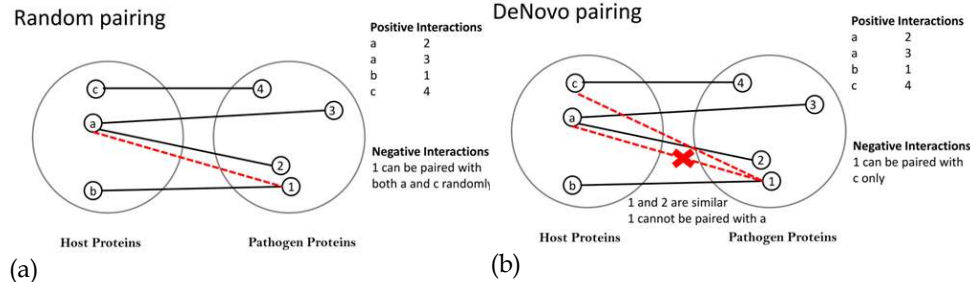 Random pairing
Positive Interactions
a 2
a 3
b 1
c 4
c
4
a
3
2
b
1
Negative Interactions
1 can be paired with
both a and c randomly
Host Proteins
Pathogen Proteins
(a)
DeNovo pairing
Positive Interactions
a 2
a 3
b 1
c 4
c
4
a
3
2
b
1
Negative Interactions
1 can be paired with
c only
1 and 2 are similar
1 cannot be paired with a
Host Proteins
Pathogen Proteins
(b)